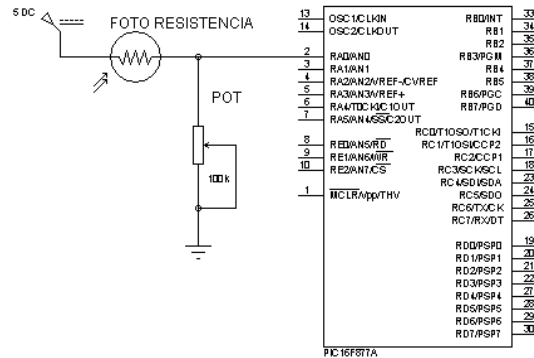 5 DC
FOTO RESISTENCIA
POT
100k
13 OSC1/CLKIN
14 OSC2/CLKOUT
2 RA0/AN0
3 RA1/AN1
4 RA2/AN2/VREF-/CVREF
5 RA3/AN3/VREF+
6 RA4/T0CKI/C1OUT
7 RA5/AN4/SS/C2OUT
8 RE0/AN5/RD
9 RE1/AN6/WR
10 RE2/AN7/CS
1 MCLR/Vpp/THV
RB0/INT 33
RB1 34
RB2 35
RB3/PGM 36
RB4 37
RB5 38
RB6/PGC 39
RB7/PGD 40
RC0/T1OSO/T1CKI 15
RC1/T1OSI/CCP2 16
RC2/CCP1 17
RC3/SCK/SCL 18
RC4/SDI/SDA 23
RC5/SDO 24
RC6/TX/CK 25
RC7/RX/DT 26
RD0/PSP0 19
RD1/PSP1 20
RD2/PSP2 21
RD3/PSP3 22
RD4/PSP4 27
RD5/PSP5 28
RD6/PSP6 29
RD7/PSP7 30
PIC16F877A